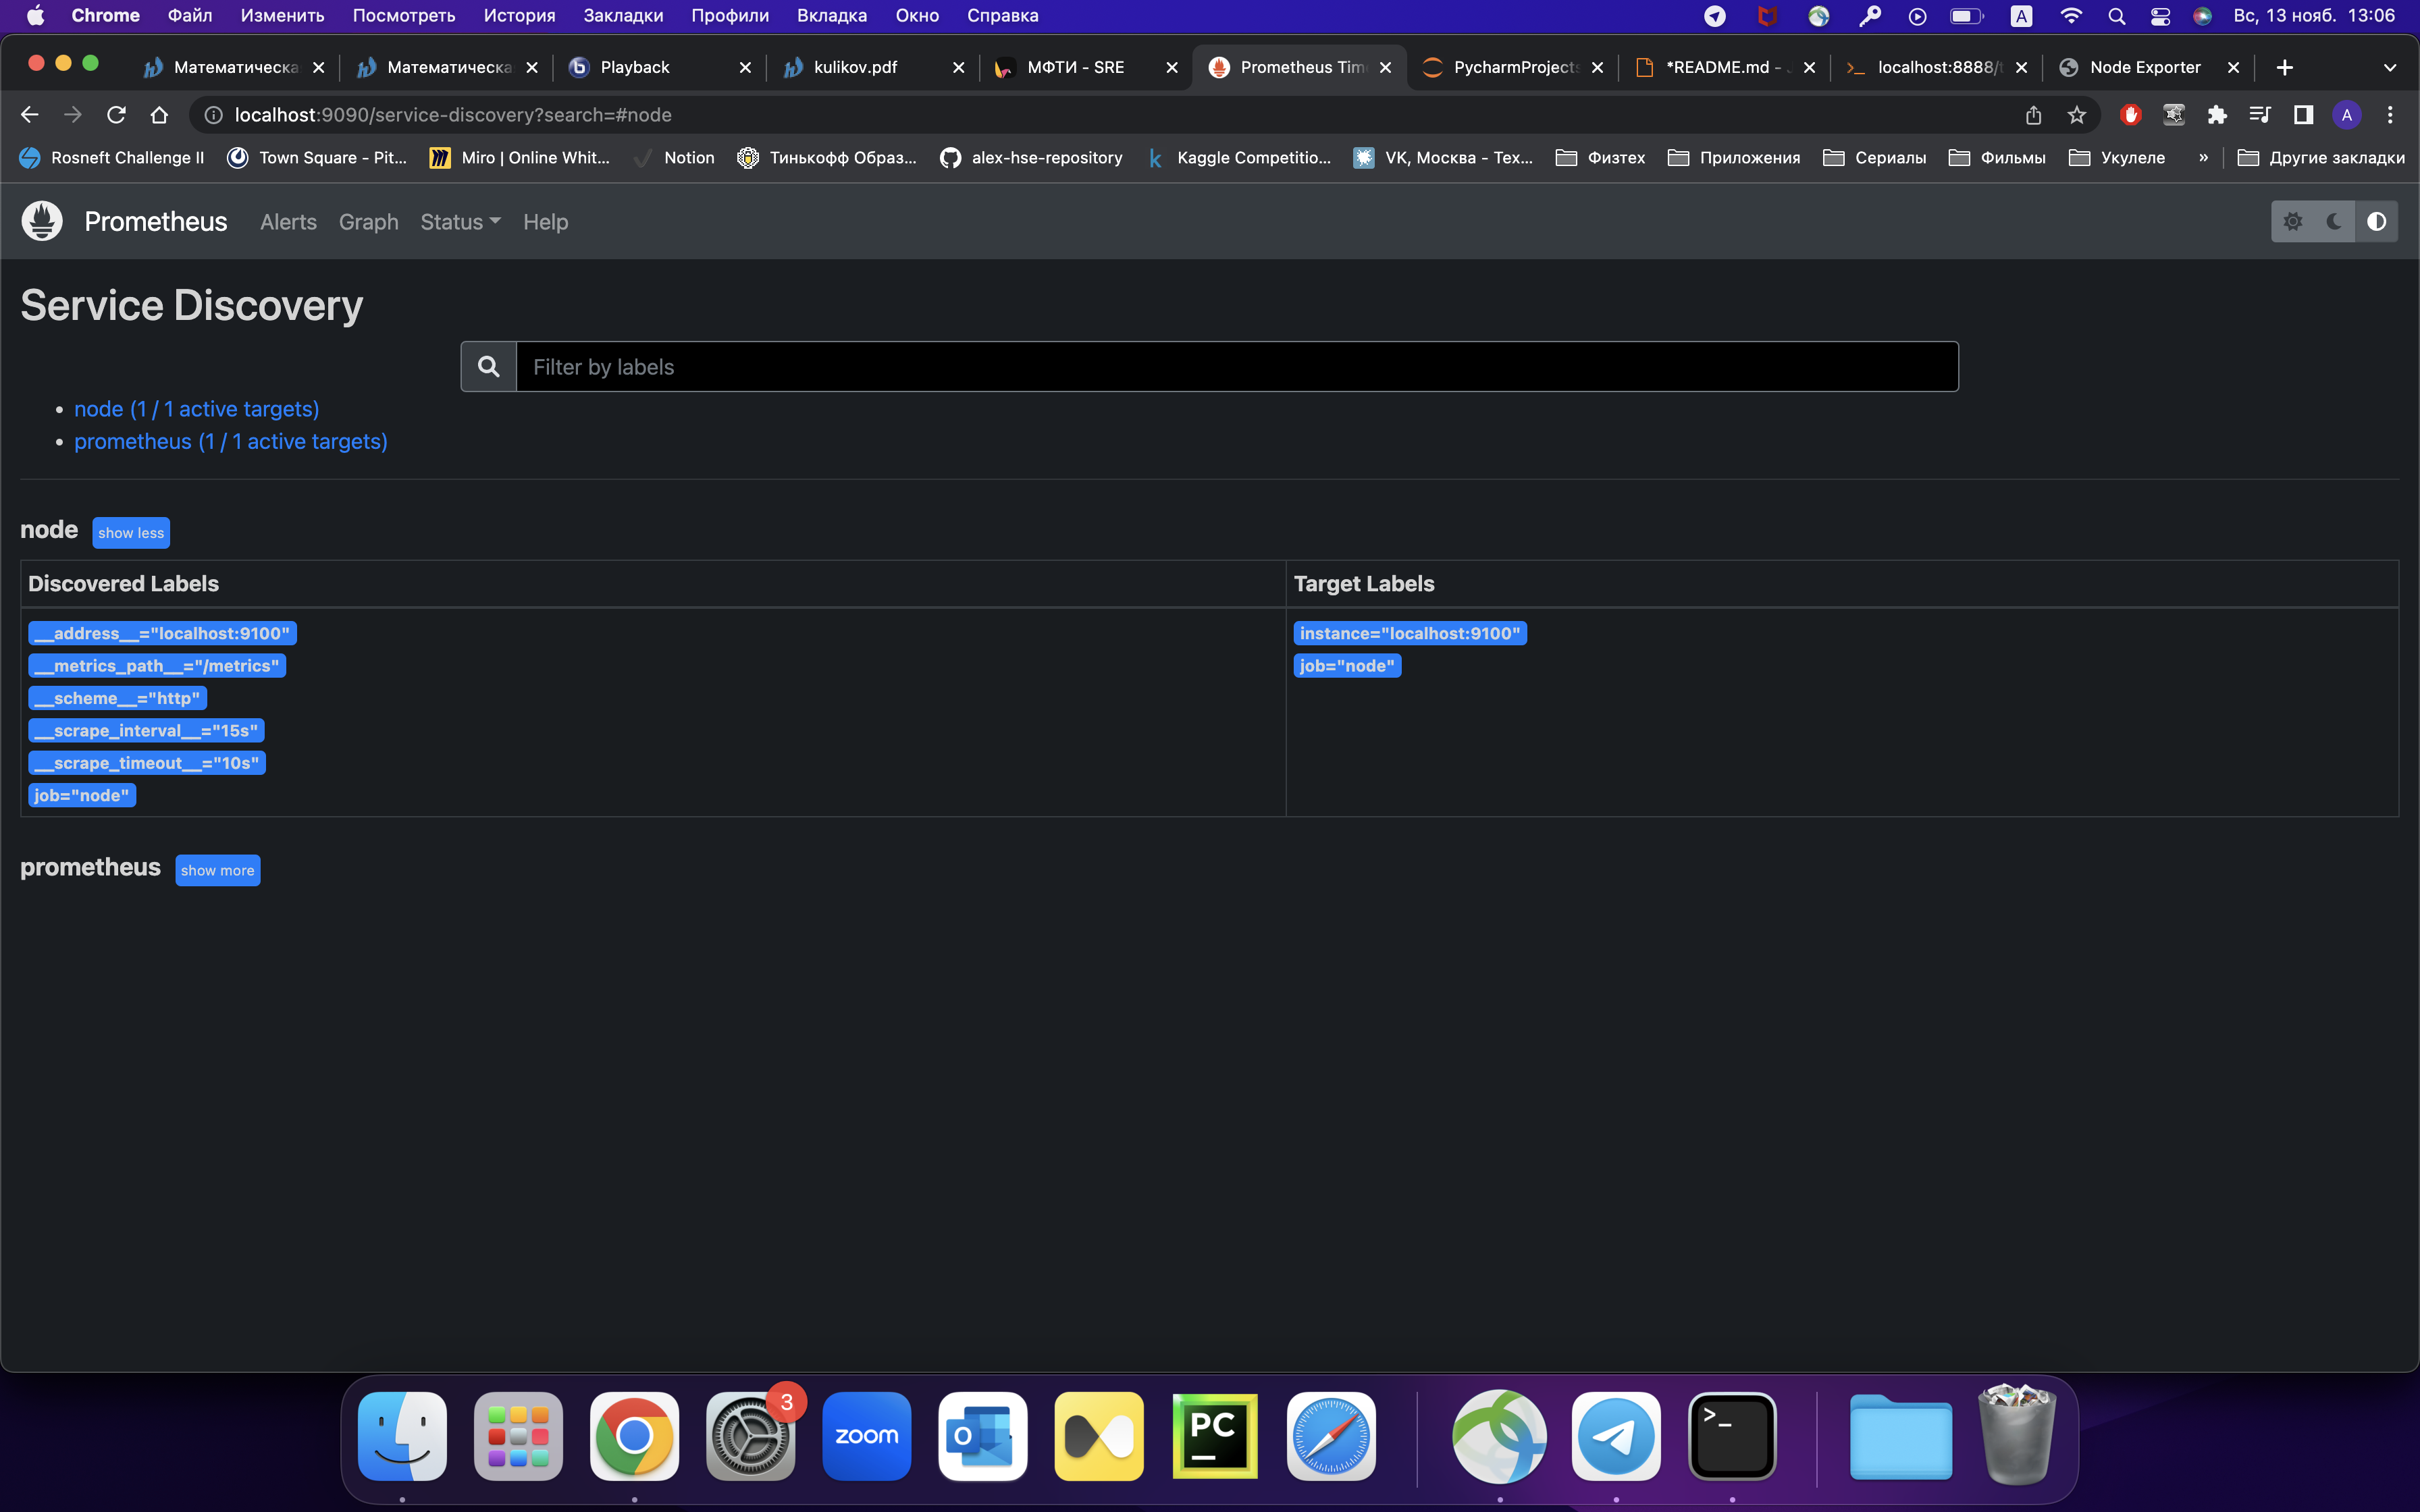 Chrome Файл Изменить Посмотреть История Закладки Профили Вкладка Окно Справка A Вс, 13 нояб. 13:06
Математическа Математическа Playback kulikov.pdf МФТИ - SRE Prometheus Tim PycharmProjects *README.md - localhost:8888/t Node Exporter
localhost:9090/service-discovery?search=#node A
Rosneft Challenge II Town Square - Pit... Miro | Online Whit... Notion Тинькофф Образ... alex-hse-repository Kaggle Competitio... VK, Москва - Tex... Физтех Приложения Сериалы Фильмы Укулеле » Другие закладки
Prometheus Alerts Graph Status Help
Service Discovery
Filter by labels
• node (1 / 1 active targets)
• prometheus (1 / 1 active targets)
node show less
Discovered Labels Target Labels
__address__="localhost:9100" instance="localhost:9100"
__metrics_path__="/metrics" job="node"
__scheme__="http"
__scrape_interval__="15s"
__scrape_timeout__="10s"
job="node"
prometheus show more
3
zoom
O
PC
>_